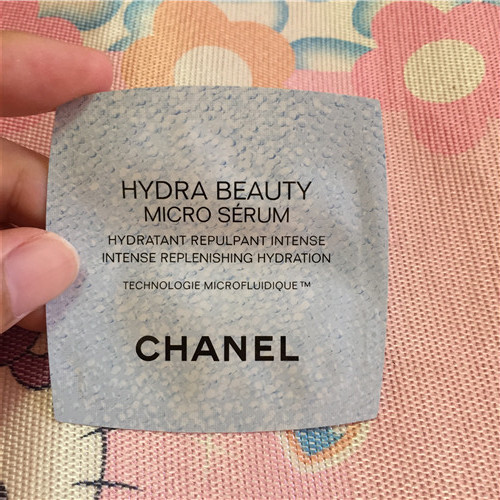 HYDRA BEAUTY
MICRO SÉRUM
HYDRATANT REPULPANT INTENSE
INTENSE REPLENISHING HYDRATION
TECHNOLOGIE MICROFLUIDIQUE™
CHANEL